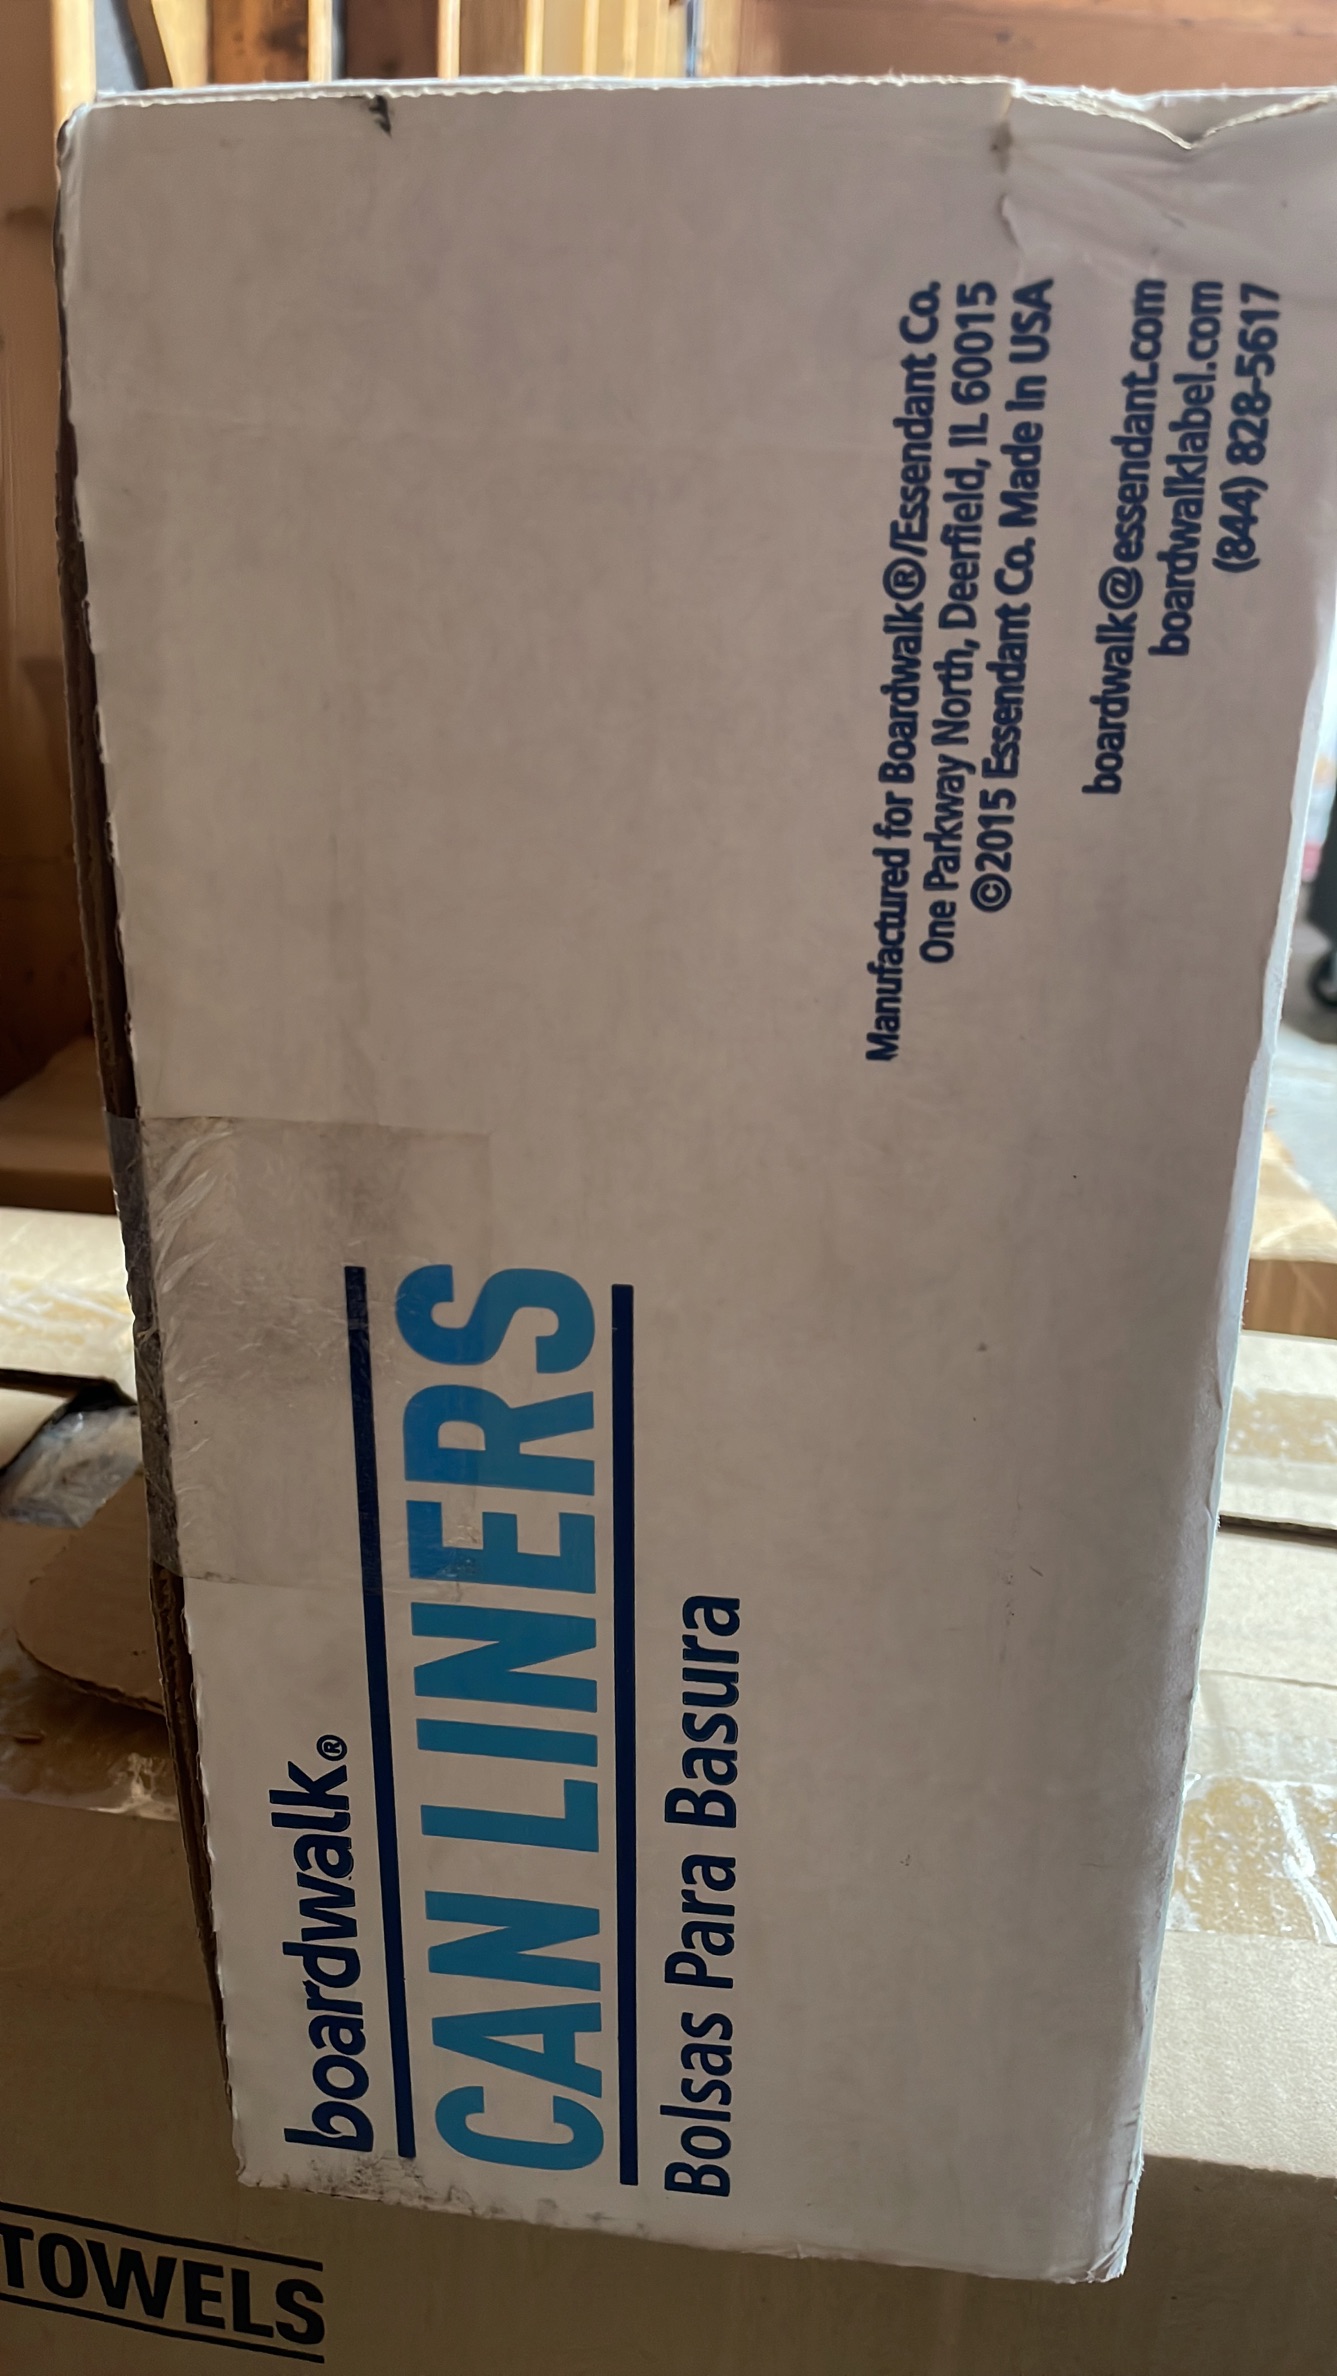 boardwalk®
CAN LINERS
Bolsas Para Basura
Manufactured for Boardwalk®/Essendant Co.
One Parkway North, Deerfield, IL 60015
©2015 Essendant Co. Made In USA
boardwalk@essendant.com
boardwalklabel.com
(844) 828-5617
TOWELS